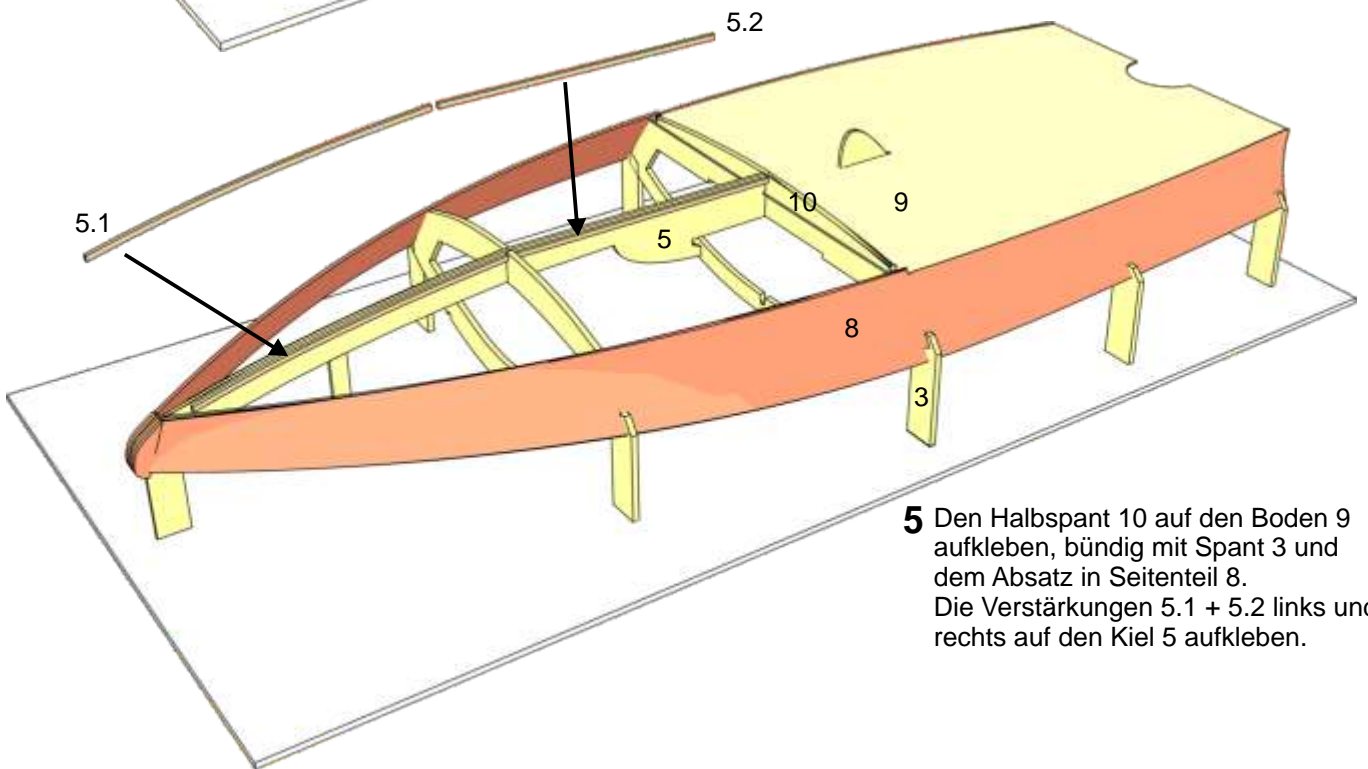 5.2
5.1
10
9
5
8
3
5 Den Halbspant 10 auf den Boden 9
aufkleben, bündig mit Spant 3 und
dem Absatz in Seitenteil 8.
Die Verstärkungen 5.1 + 5.2 links und
rechts auf den Kiel 5 aufkleben.